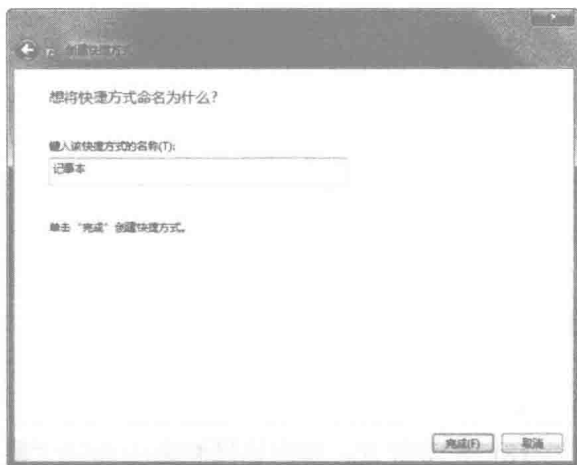 创建快捷方式
想将快捷方式命名为什么?
键入该快捷方式的名称(T):
记事本
单击“完成”创建快捷方式。
完成(F)
取消